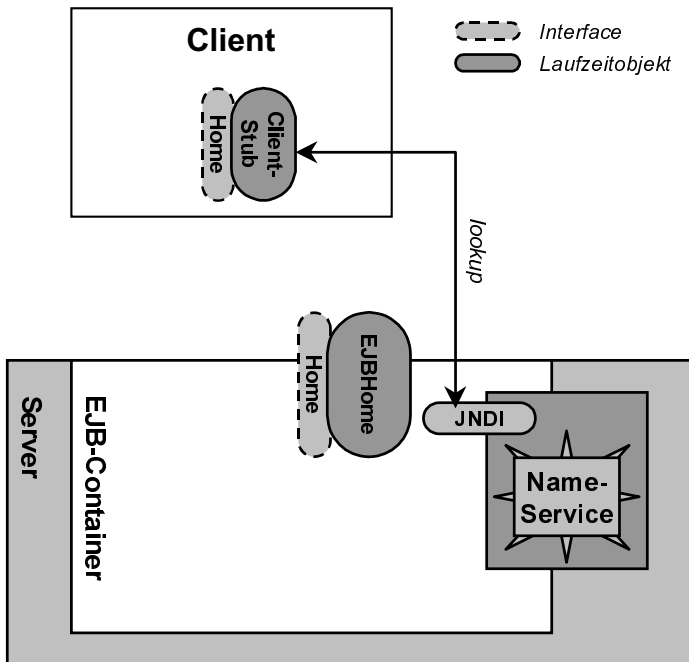 Client
Interface
Laufzeitobjekt
Home
Client-
Stub
lookup
Home
EJBHome
JNDI
Name-
Service
Server
EJB-Container